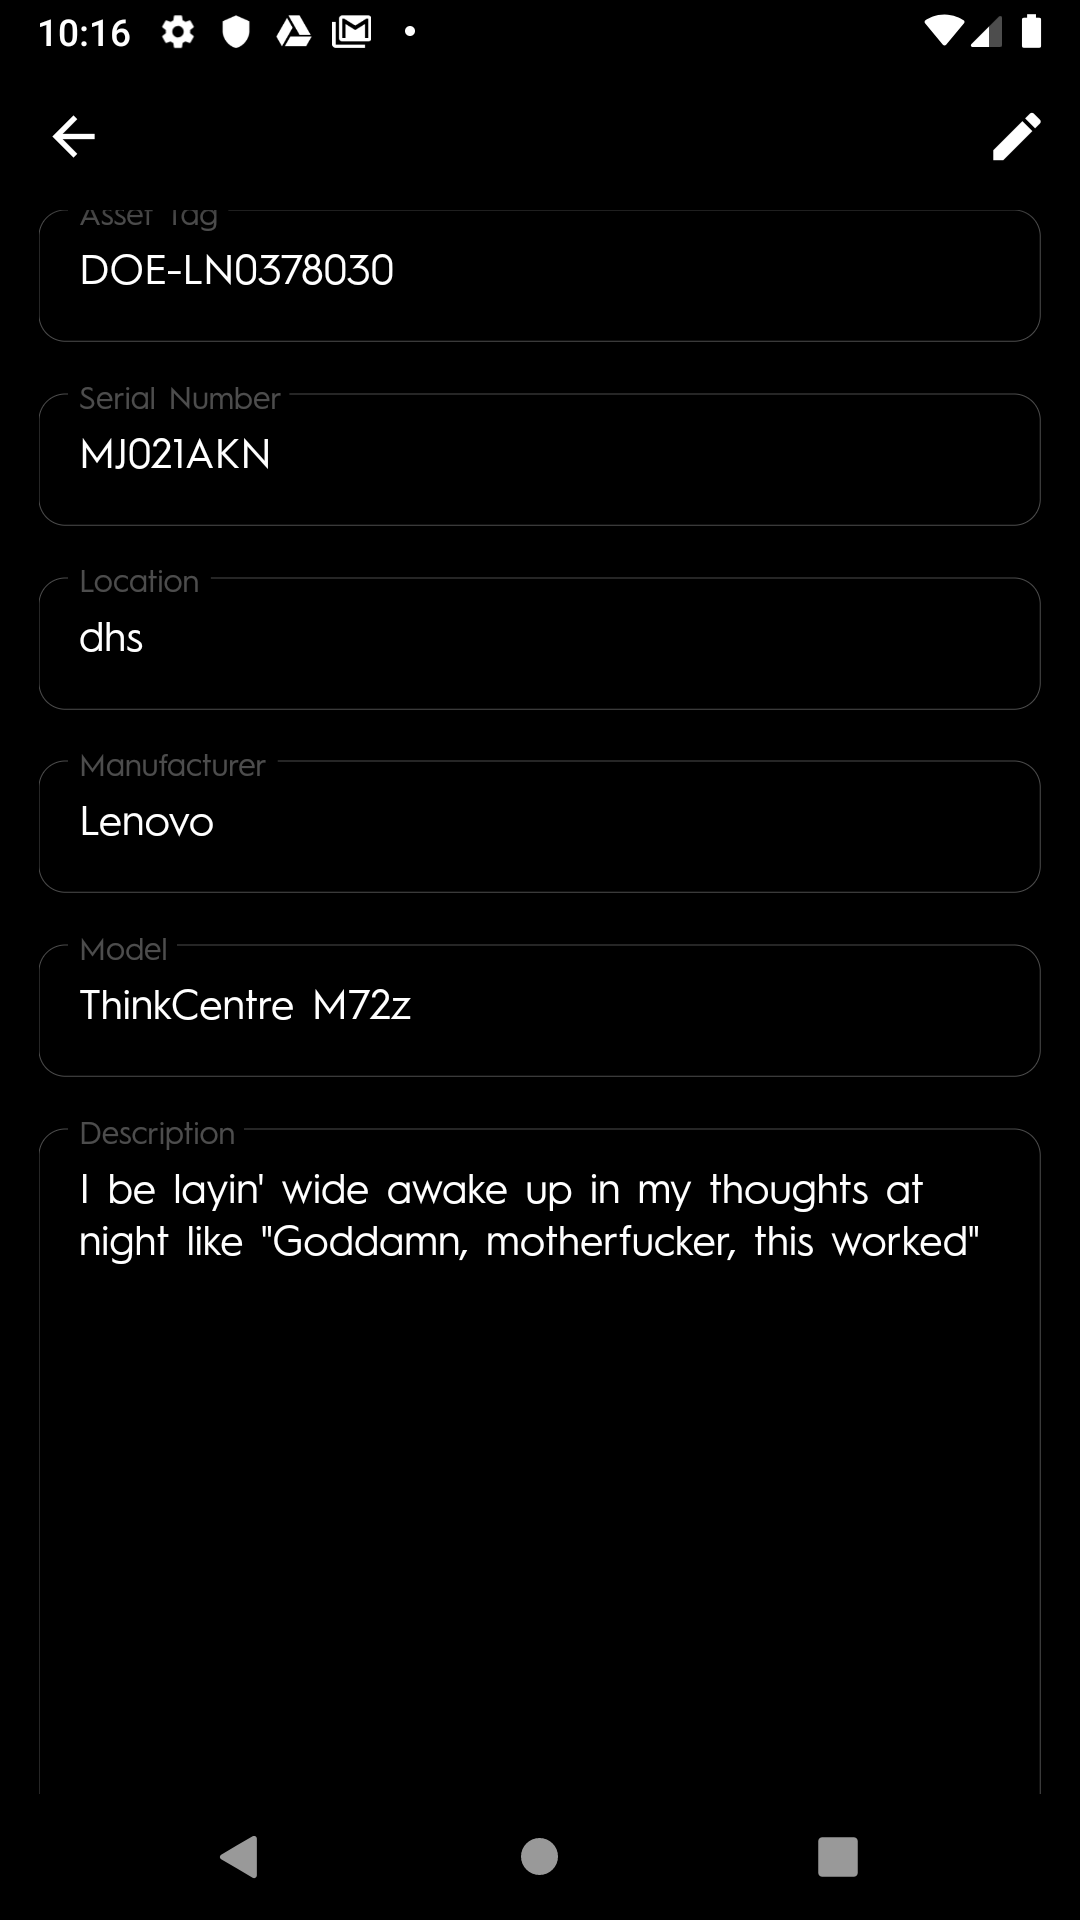 10:16
Asset Tag
DOE-LN0378030
Serial Number
MJ021AKN
Location
dhs
Manufacturer
Lenovo
Model
ThinkCentre M72z
Description
I be layin' wide awake up in my thoughts at
night like "Goddamn, motherfucker, this worked"